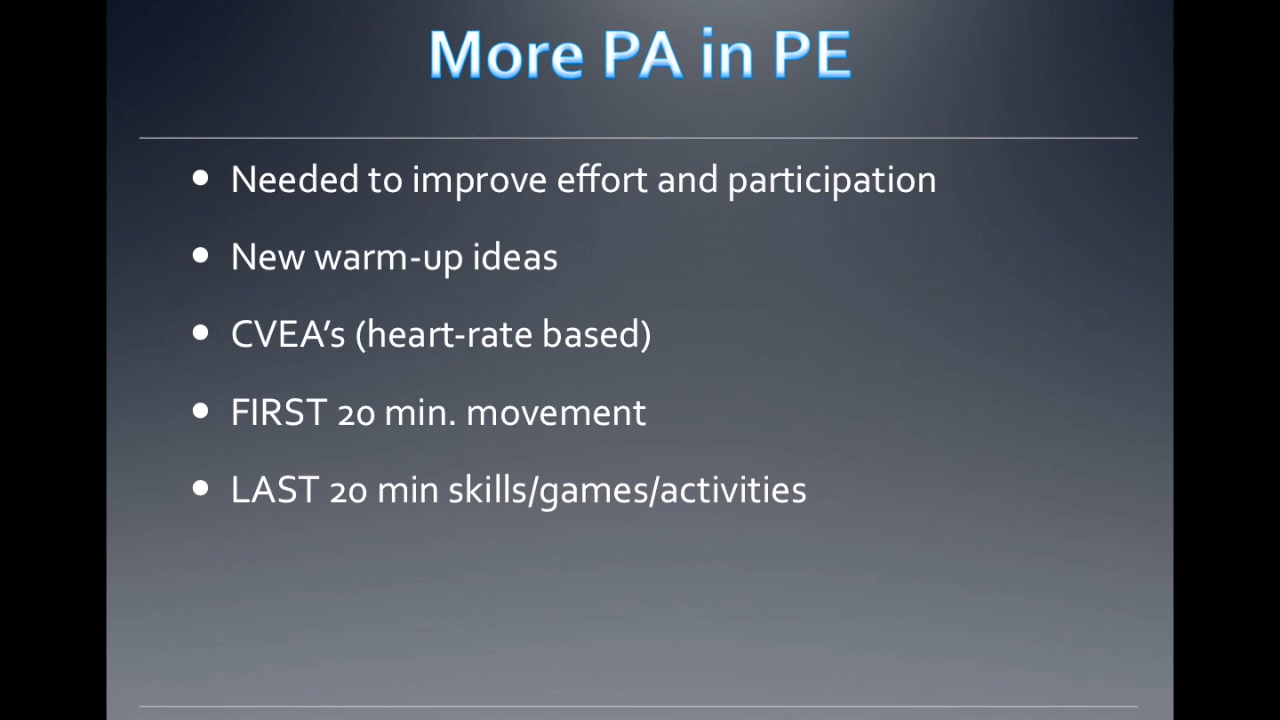 More PA in PE
• Needed to improve effort and participation
• New warm-up ideas
• CVEA’s (heart-rate based)
• FIRST 20 min. movement
• LAST 20 min skills/games/activities